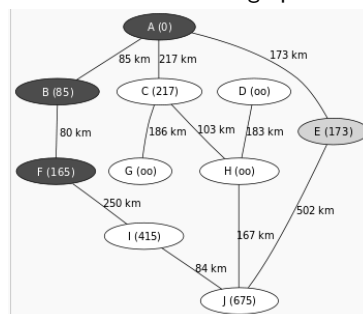 A (0)
85 km
217 km
173 km
B (85)
C (217)
D (oo)
E (173)
80 km
186 km
103 km
183 km
F (165)
G (oo)
H (oo)
250 km
502 km
I (415)
167 km
84 km
J (675)